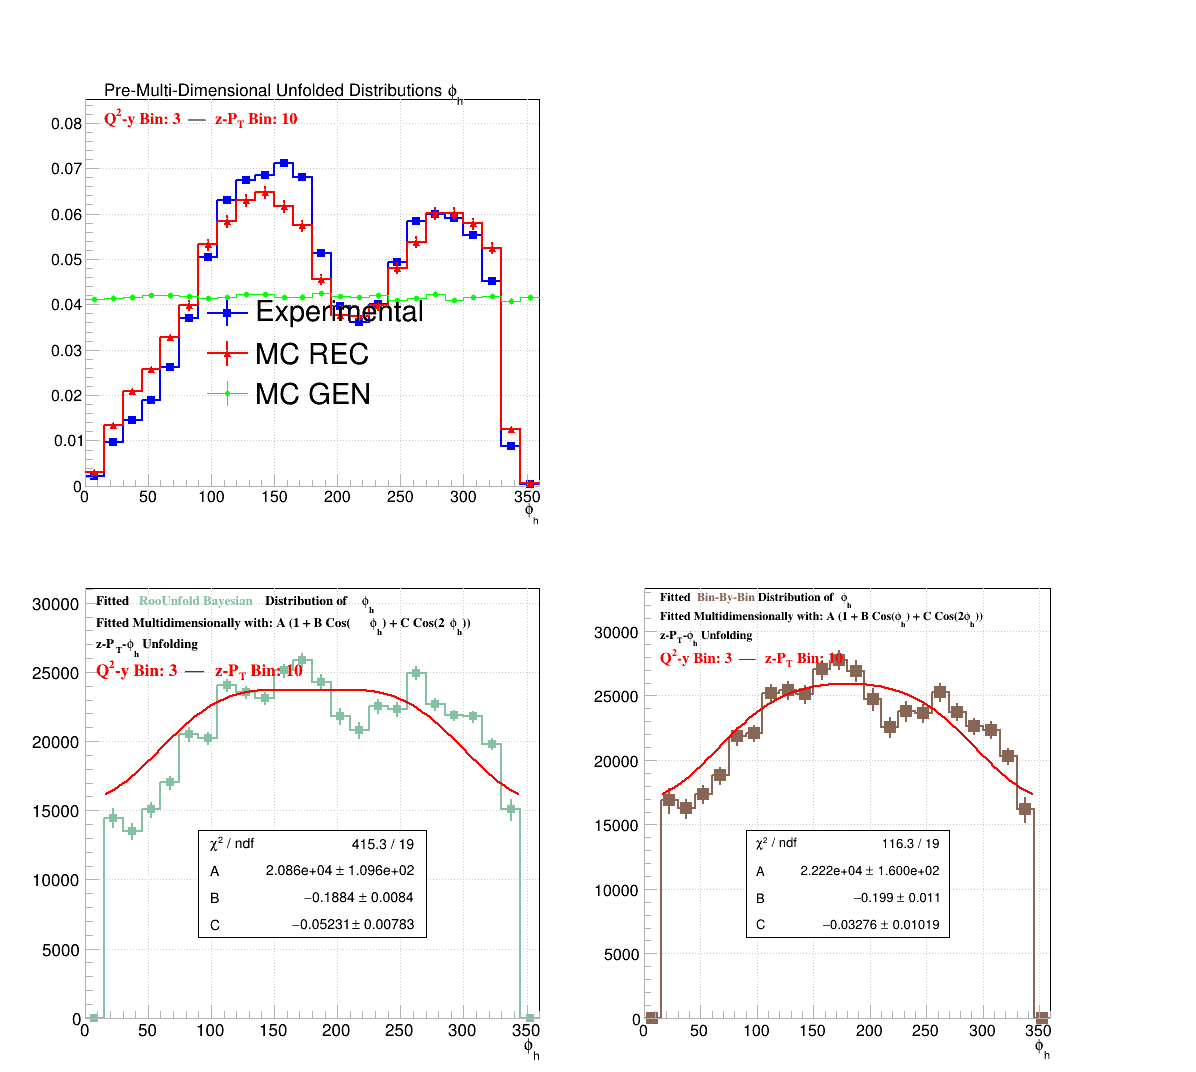 Pre-Multi-Dimensional Unfolded Distributions ϕh
Q²-y Bin: 3 — z-PT Bin: 10
0.08
0.07
0.06
0.05
0.04
0.03
0.02
0.01
0
Experimental
MC REC
MC GEN
0 50 100 150 200 250 300 350
ϕh
Fitted RooUnfold Bayesian Distribution of ϕh
Fitted Multidimensionally with: A (1 + B Cos( ϕh) + C Cos(2 ϕh))
z-PT-ϕh Unfolding
Q²-y Bin: 3 — z-PT Bin: 10
30000
25000
20000
15000
10000
5000
0
χ² / ndf 415.3 / 19
A 2.086e+04 ± 1.096e+02
B −0.1884 ± 0.0084
C −0.05231 ± 0.00783
0 50 100 150 200 250 300 350
ϕh
Fitted Bin-By-Bin Distribution of ϕh
Fitted Multidimensionally with: A (1 + B Cos(ϕh) + C Cos(2ϕh))
z-PT-ϕh Unfolding
Q²-y Bin: 3 — z-PT Bin: 10
30000
25000
20000
15000
10000
5000
0
χ² / ndf 116.3 / 19
A 2.222e+04 ± 1.600e+02
B −0.199 ± 0.011
C −0.03276 ± 0.01019
0 50 100 150 200 250 300 350
ϕh